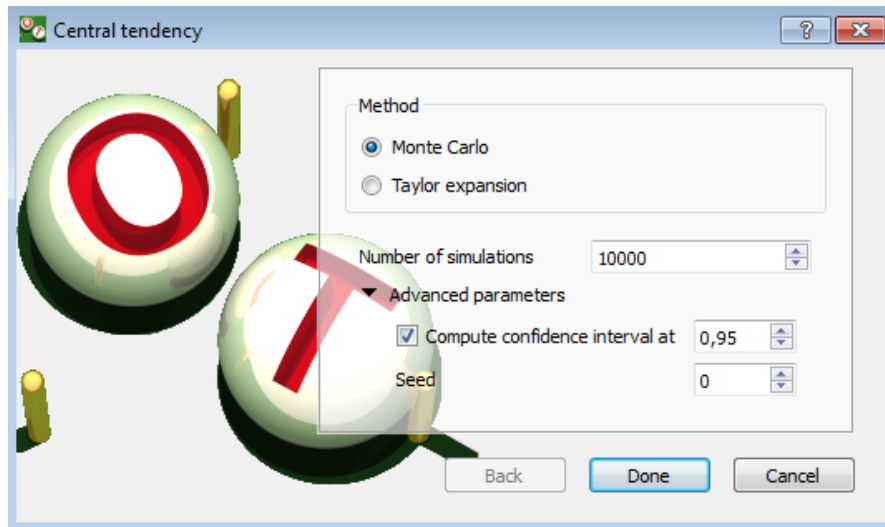 Central tendency
Method
Monte Carlo
Taylor expansion
Number of simulations 10000
Advanced parameters
Compute confidence interval at 0,95
Seed 0
Back Done Cancel